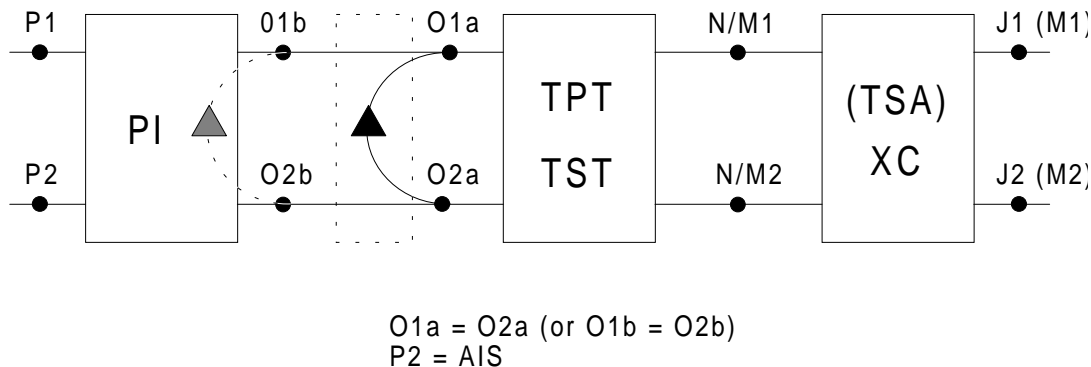 P1 01b O1a N/M1 J1 (M1)
PI
TPT
TST
(TSA)
XC
P2 O2b O2a N/M2 J2 (M2)
O1a = O2a (or O1b = O2b)
P2 = AIS